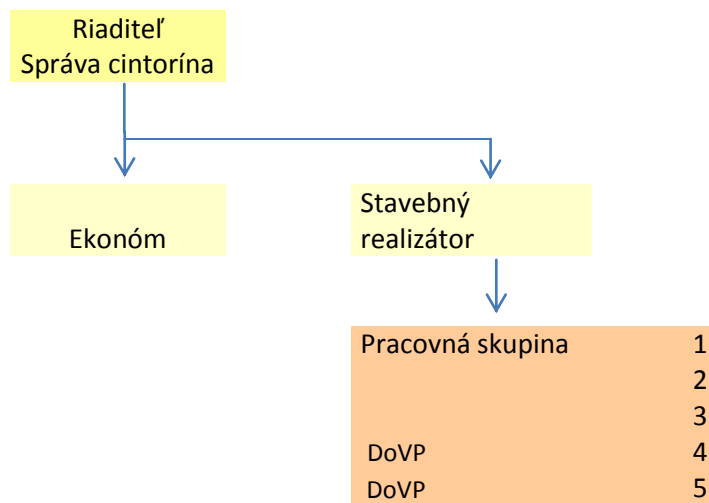 Riaditeľ
Správa cintorína
Ekonóm
Stavebný
realizátor
Pracovná skupina 1
2
3
DoVP 4
DoVP 5